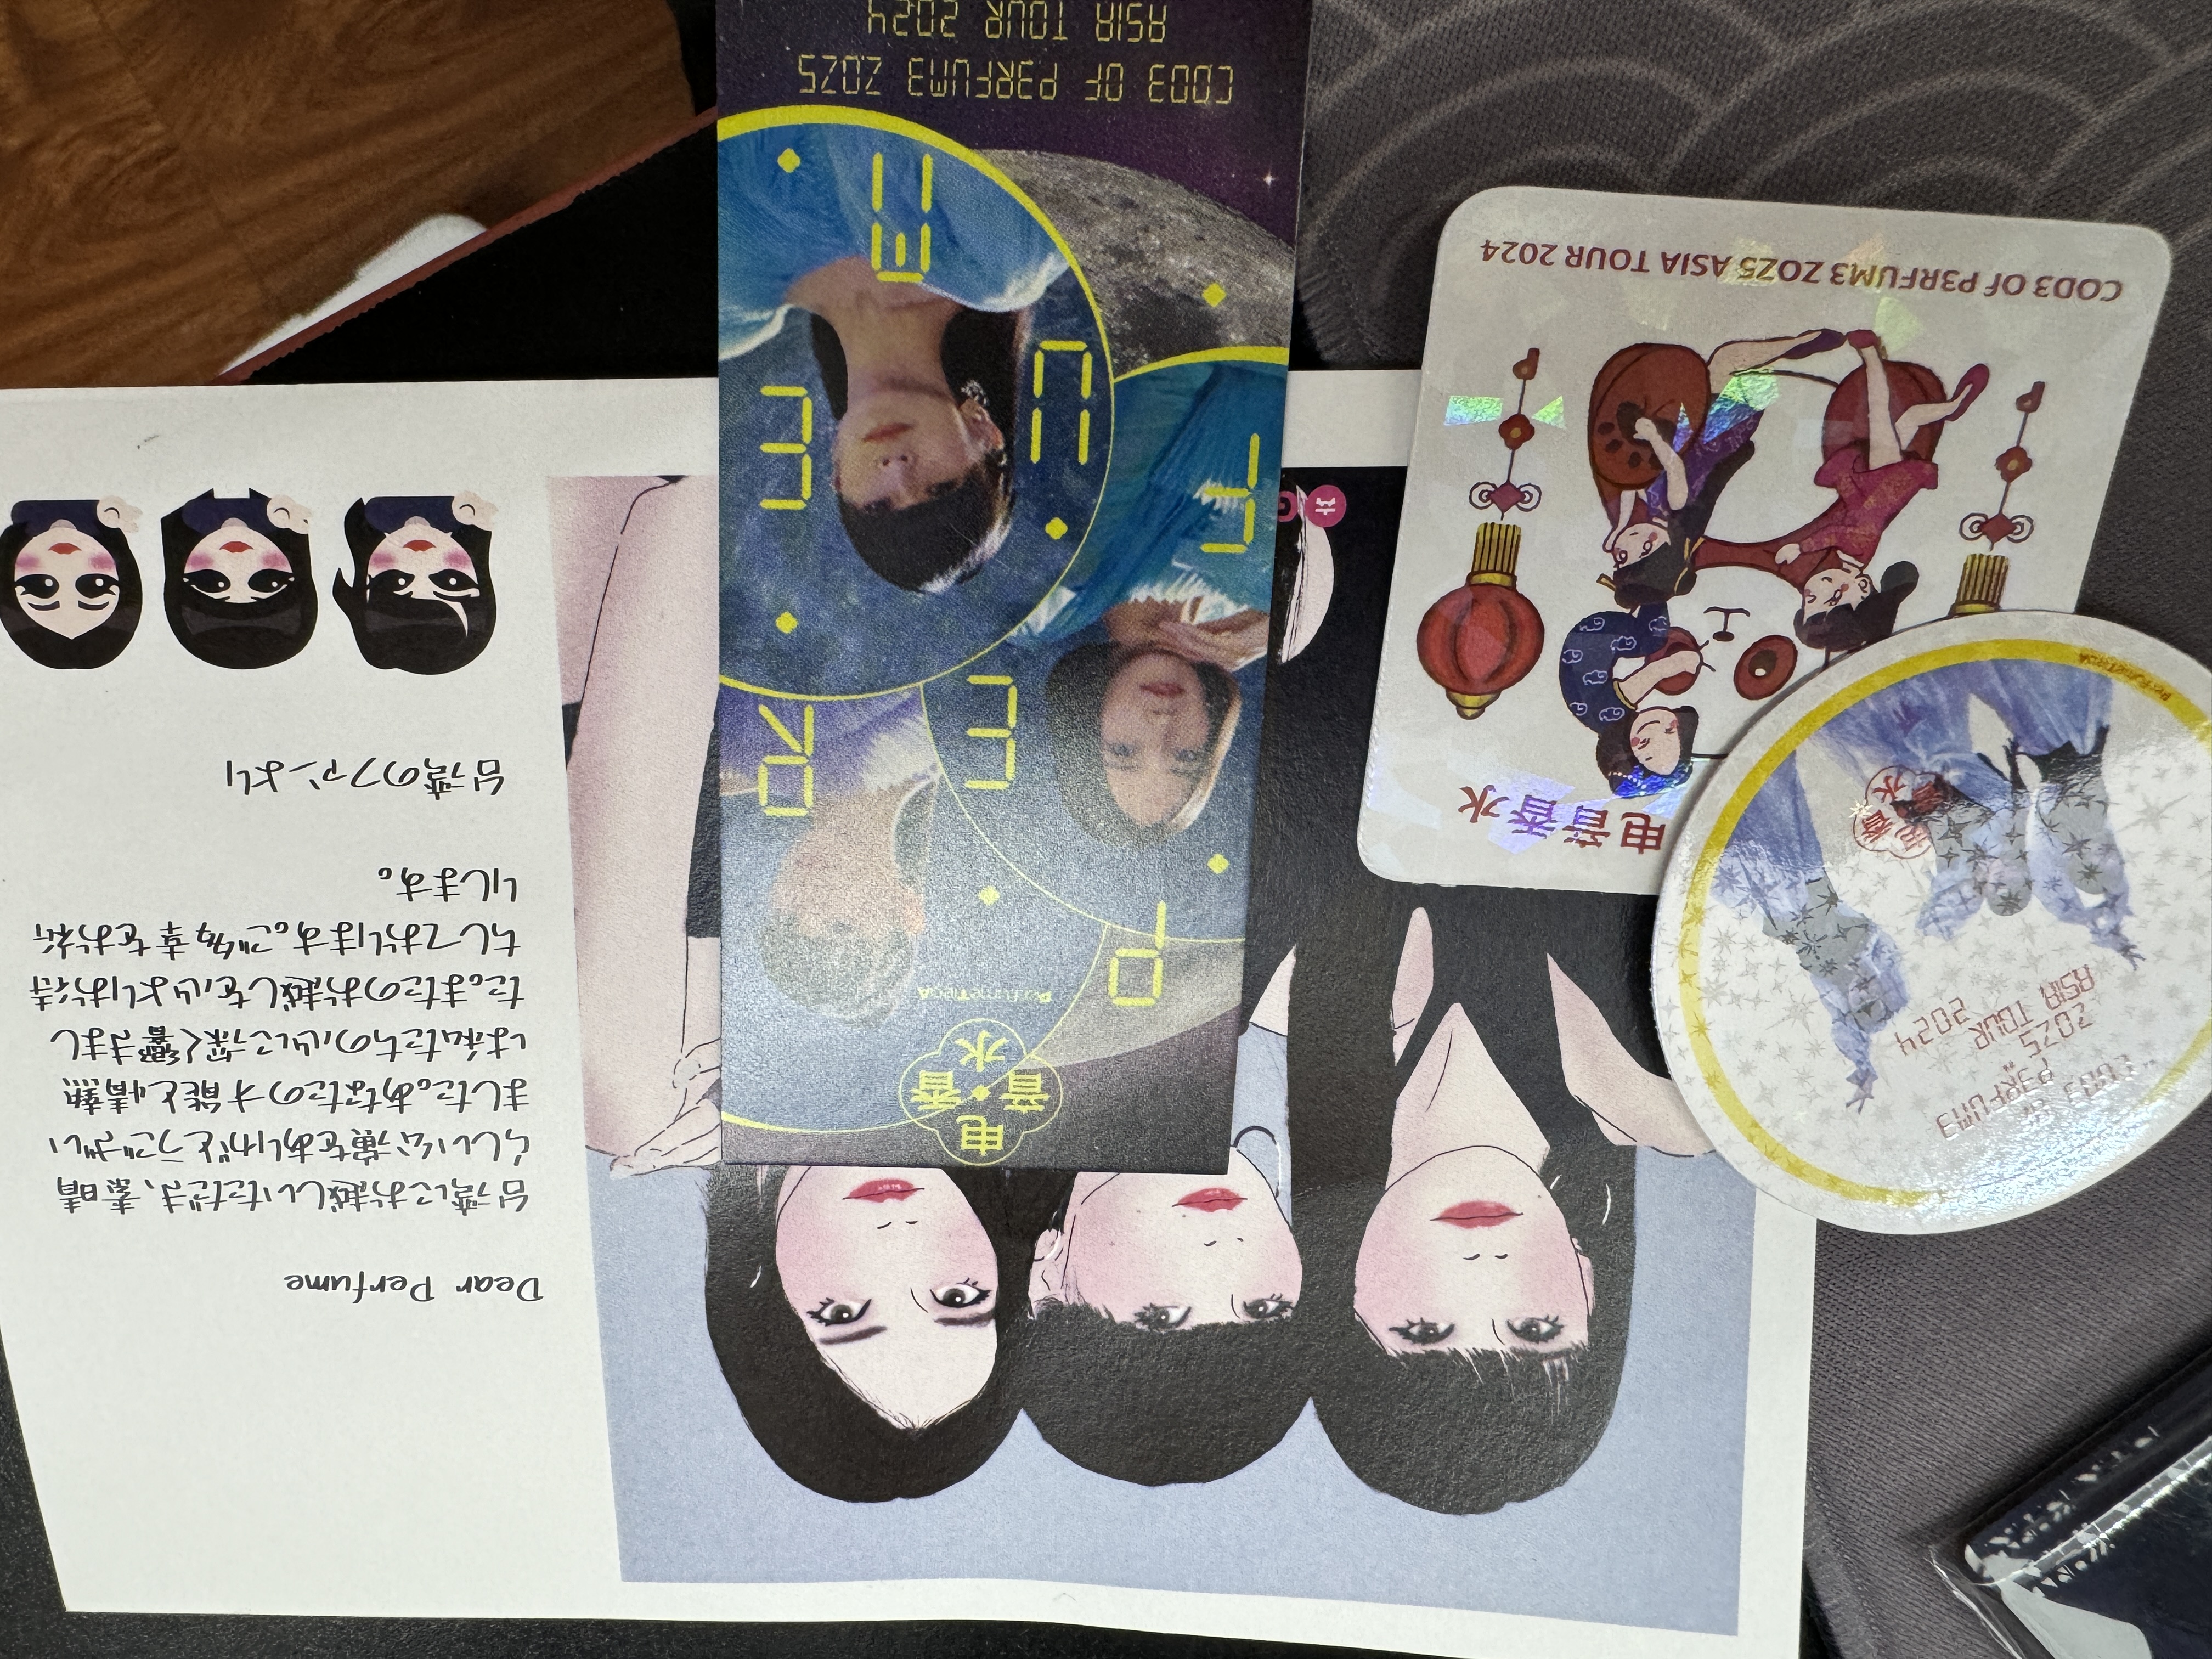 Dear Perfume
台湾にお越しいただき、素晴
らしい公演をありがとうござい
ました。あなたの才能と情熱
は私たちの心に深く響きまし
た。またのお越しを心よりお待
ちしております。ご多幸をお祈
りします。
台湾のファンより
"COD3 OF
P3RFUM3
ZOZ5"
ASIA TOUR
2024
电香
音水
PerfumeTiebA
电音香水
P
P
COD3 Of P3RFUM3 ZOZ5 ASIA TOUR 2024
六G
电
音香
水
PerfumeTiebA
P
E
R
F
U
M
E
COD3 OF P3RFUM3 ZOZ5
ASIA TOUR 2024